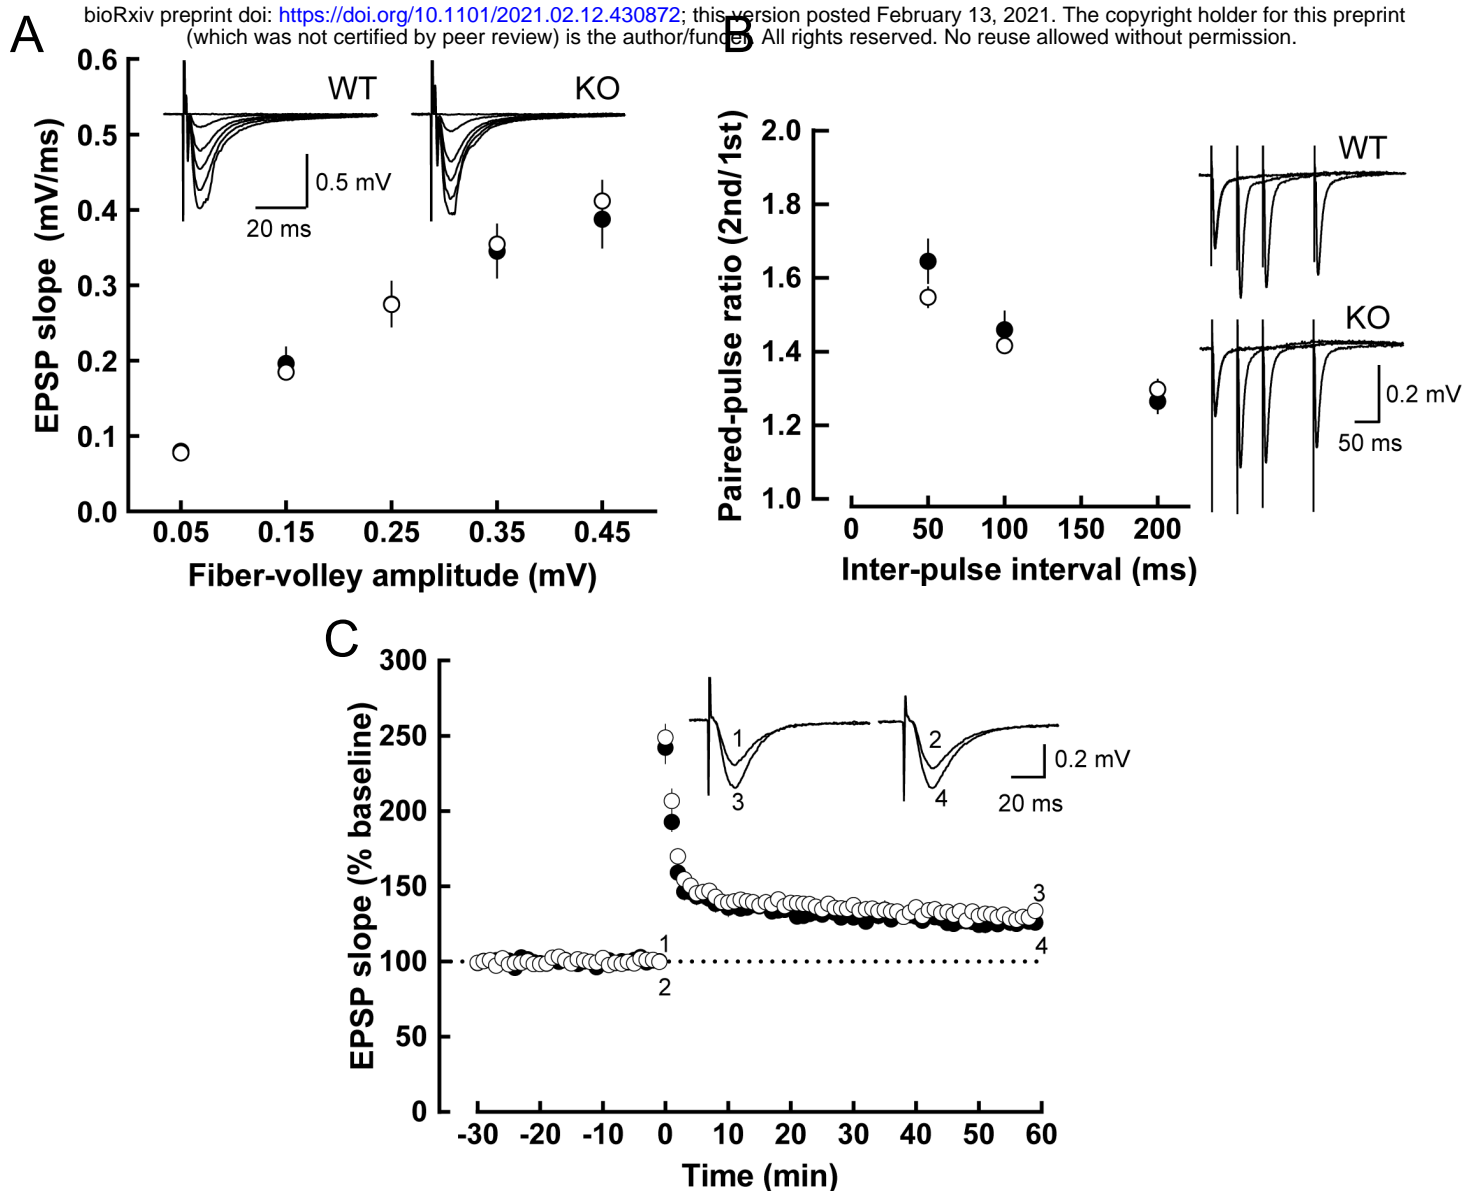 bioRxiv preprint doi: https://doi.org/10.1101/2021.02.12.430872; this version posted February 13, 2021. The copyright holder for this preprint
(which was not certified by peer review) is the author/funder. All rights reserved. No reuse allowed without permission.
A
EPSP slope (mV/ms)
0.6
0.5
0.4
0.3
0.2
0.1
0.0
WT
KO
0.5 mV
20 ms
0.05 0.15 0.25 0.35 0.45
Fiber-volley amplitude (mV)
B
Paired-pulse ratio (2nd/1st)
2.0
1.8
1.6
1.4
1.2
1.0
0 50 100 150 200
Inter-pulse interval (ms)
WT
KO
0.2 mV
50 ms
C
EPSP slope (% baseline)
300
250
200
150
100
50
0
1
3
2
4
0.2 mV
20 ms
1
2
3
4
-30 -20 -10 0 10 20 30 40 50 60
Time (min)